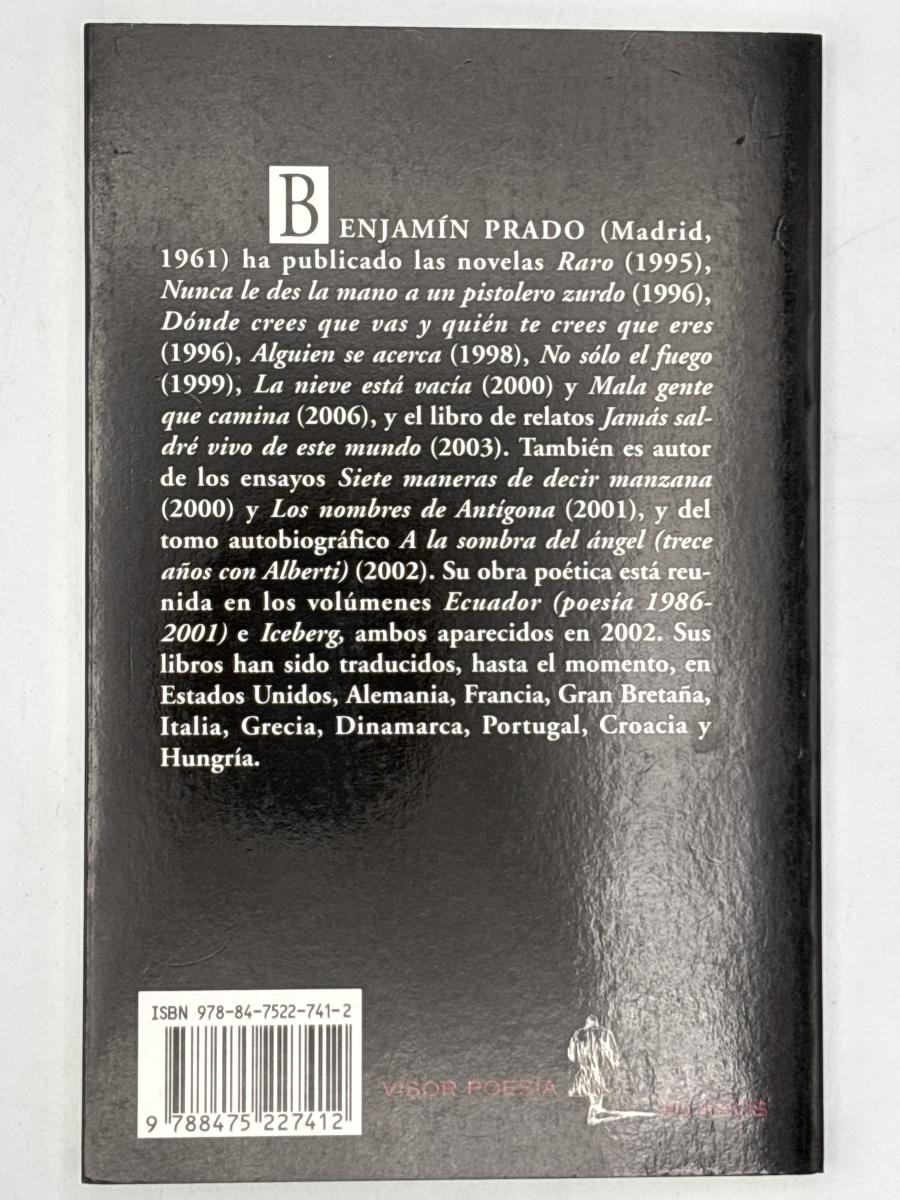 BENJAMÍN PRADO (Madrid,
1961) ha publicado las novelas Raro (1995),
Nunca le des la mano a un pistolero zurdo (1996),
Dónde crees que vas y quién te crees que eres
(1996), Alguien se acerca (1998), No sólo el fuego
(1999), La nieve está vacía (2000) y Mala gente
que camina (2006), y el libro de relatos Jamás sal-
dré vivo de este mundo (2003). También es autor
de los ensayos Siete maneras de decir manzana
(2000) y Los nombres de Antígona (2001), y del
tomo autobiográfico A la sombra del ángel (trece
años con Alberti) (2002). Su obra poética está reu-
nida en los volúmenes Ecuador (poesía 1986-
2001) e Iceberg, ambos aparecidos en 2002. Sus
libros han sido traducidos, hasta el momento, en
Estados Unidos, Alemania, Francia, Gran Bretaña,
Italia, Grecia, Dinamarca, Portugal, Croacia y
Hungría.
ISBN 978-84-7522-741-2
9 788475 227412
VISOR POESÍA